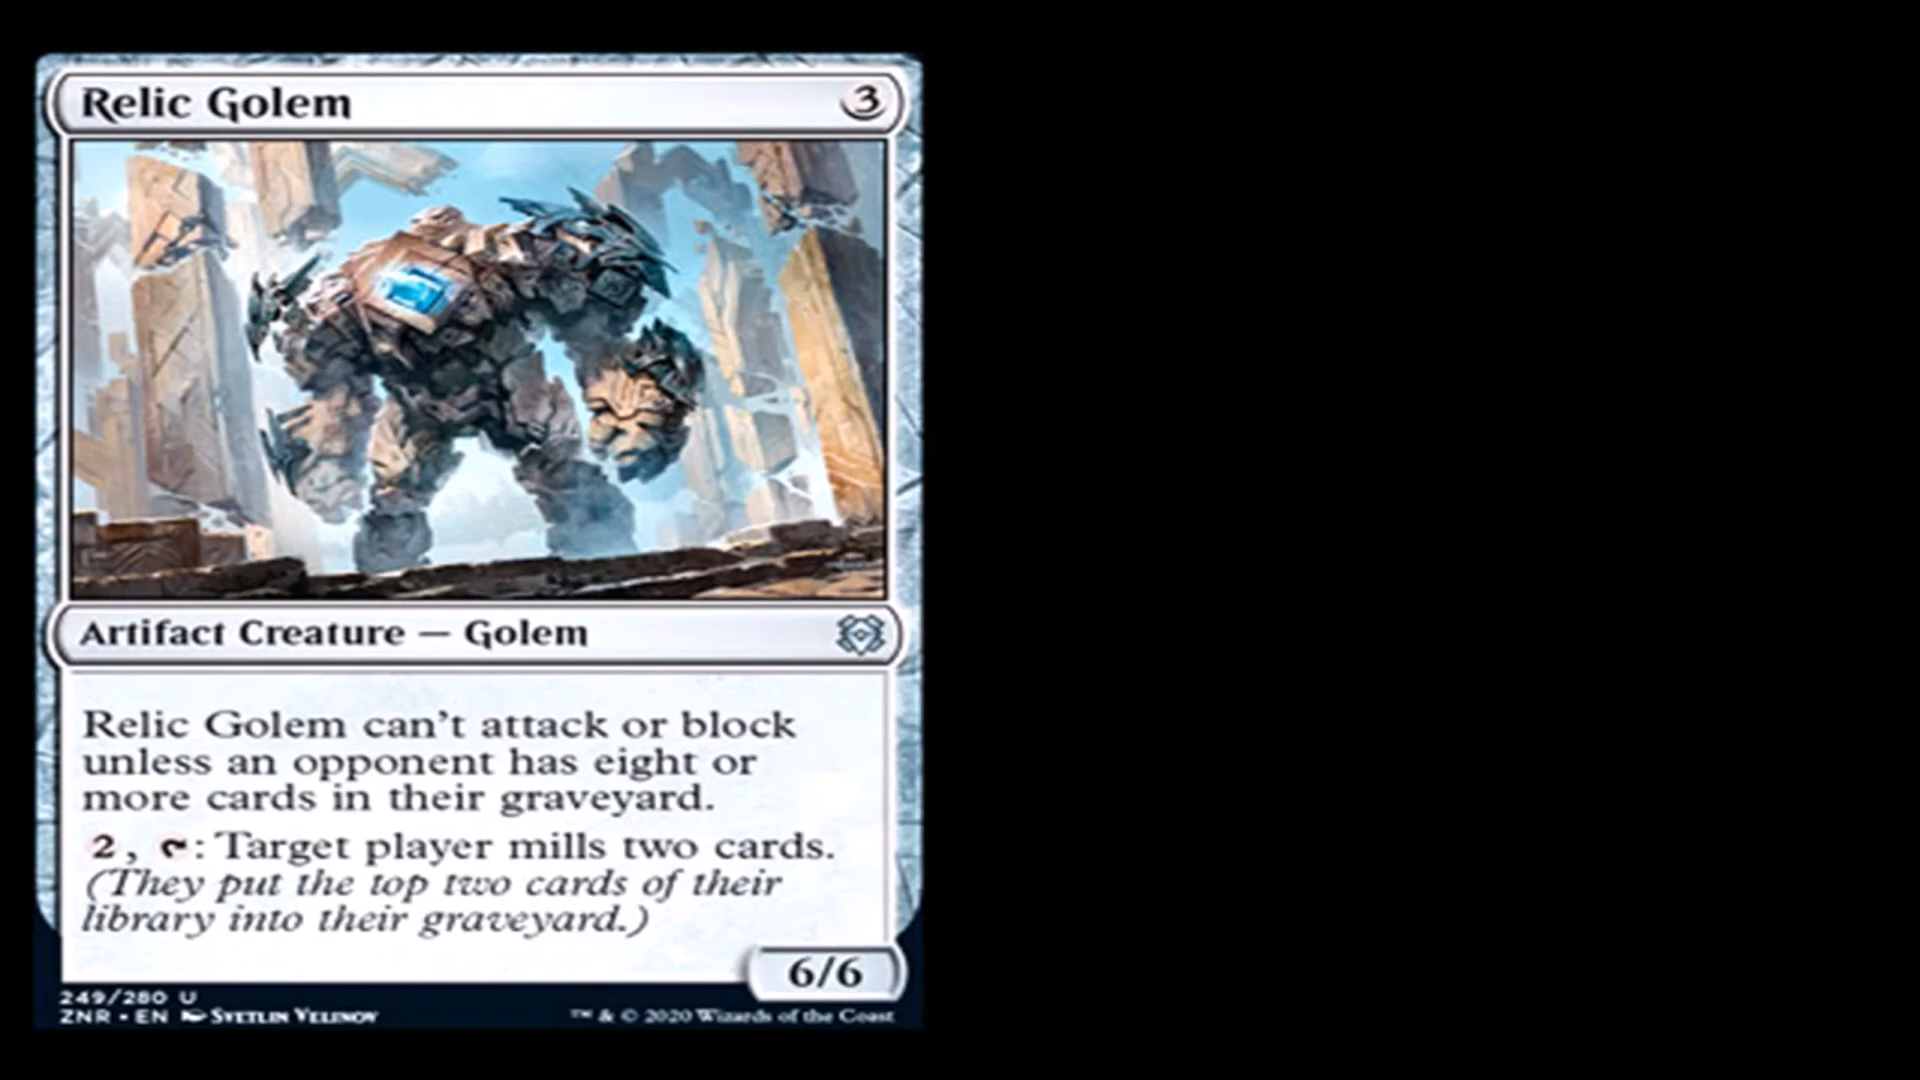 Relic Golem 3
Artifact Creature — Golem
Relic Golem can't attack or block
unless an opponent has eight or
more cards in their graveyard.
2, : Target player mills two cards.
(They put the top two cards of their
library into their graveyard.)
6/6
249/280 U
ZNR • EN Svetlin Velinov
™ & © 2020 Wizards of the Coast